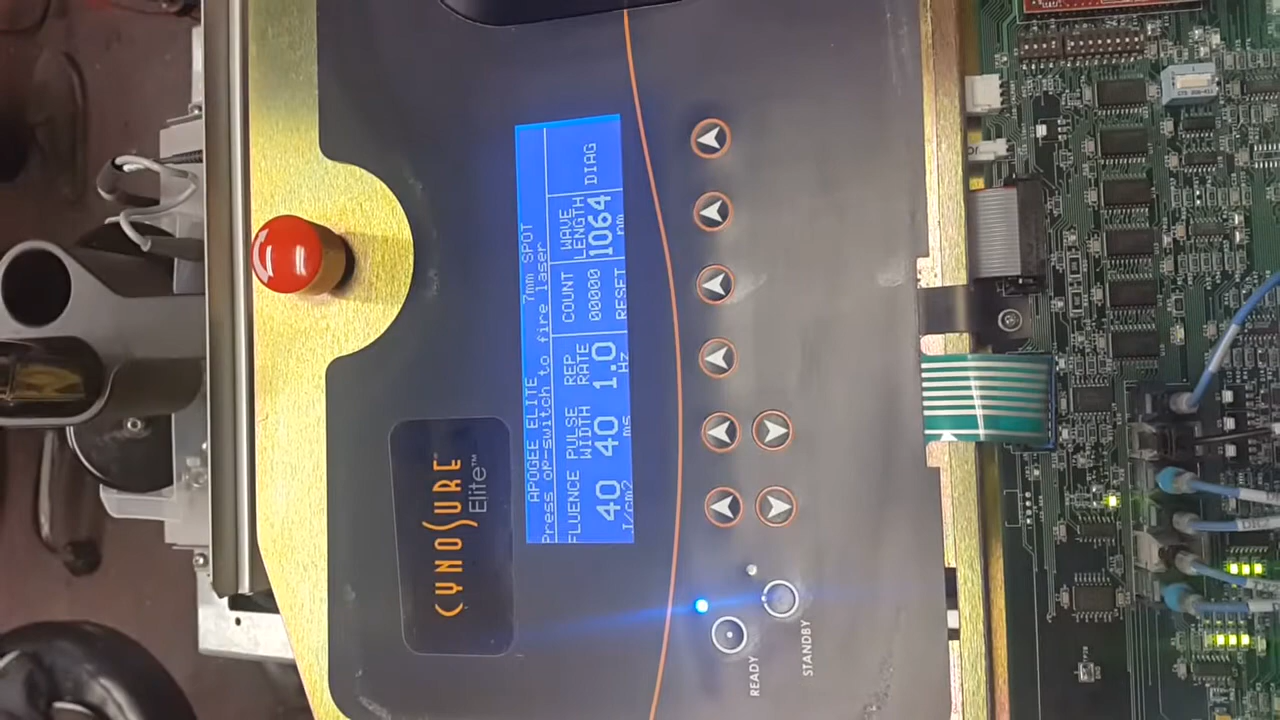 CYNOSURE
Elite™
APOGEE ELITE 7mm SPOT
Press op-switch to fire laser
FLUENCE PULSE WIDTH REP RATE COUNT WAVE LENGTH
40 40 1.0 00000 1064
J/cm2 ms Hz RESET nm DIAG
READY
STANDBY